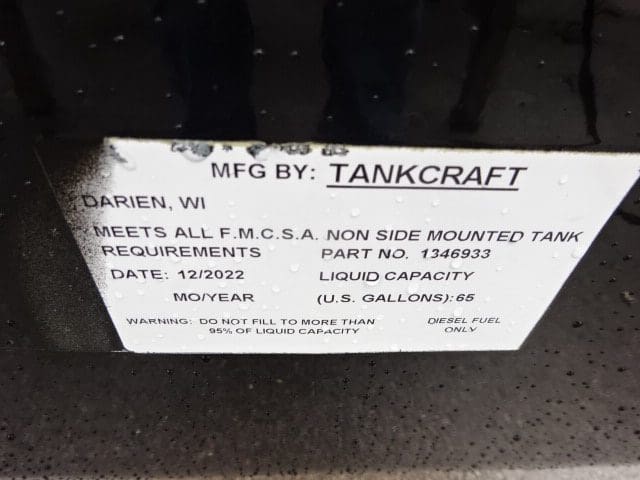 MFG BY: TANKCRAFT
DARIEN, WI
MEETS ALL F.M.C.S.A. NON SIDE MOUNTED TANK
REQUIREMENTS PART NO. 1346933
DATE: 12/2022 LIQUID CAPACITY
MO/YEAR (U.S. GALLONS):65
WARNING: DO NOT FILL TO MORE THAN DIESEL FUEL
95% OF LIQUID CAPACITY ONLY